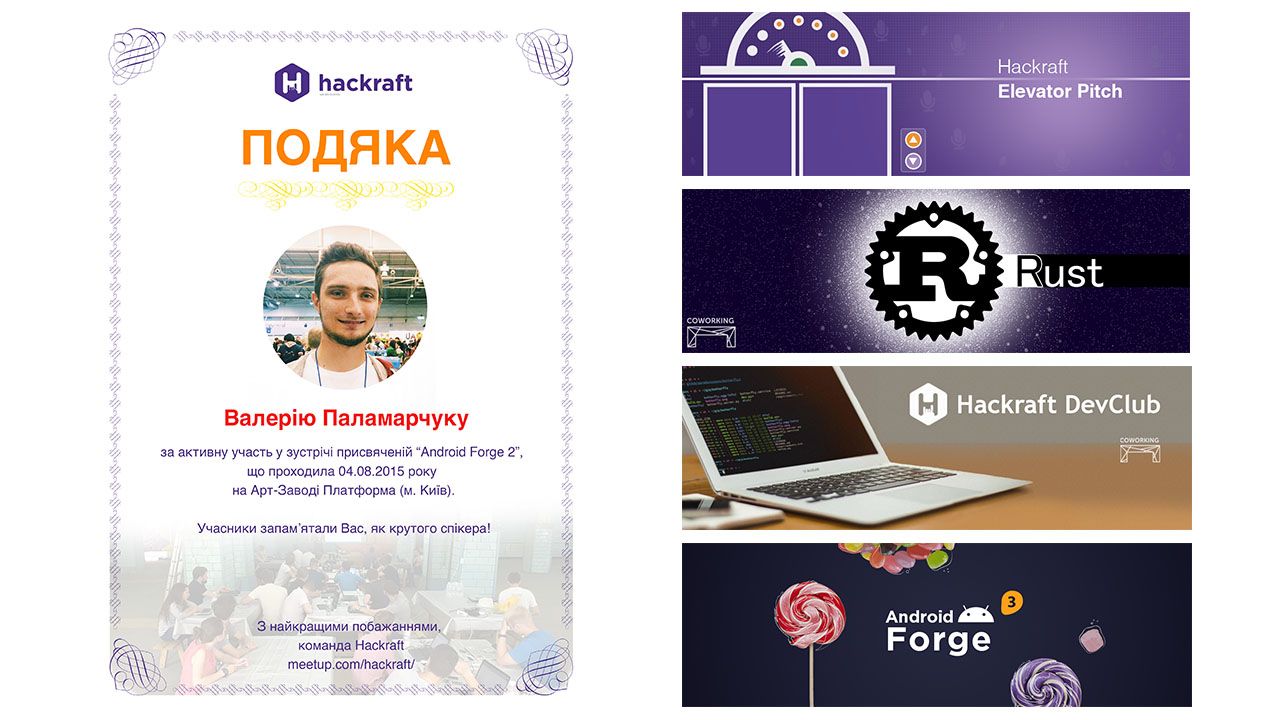 hackraft
ПОДЯКА
Валерію Паламарчуку
за активну участь у зустрічі присвяченій “Android Forge 2”,
що проходила 04.08.2015 року
на Арт-Заводі Платформа (м. Київ).
Учасники запам’ятали Вас, як крутого спікера!
З найкращими побажаннями,
команда Hackraft
meetup.com/hackraft/
Hackraft
Elevator Pitch
R
Rust
COWORKING
Hackraft DevClub
COWORKING
Android
3
Forge